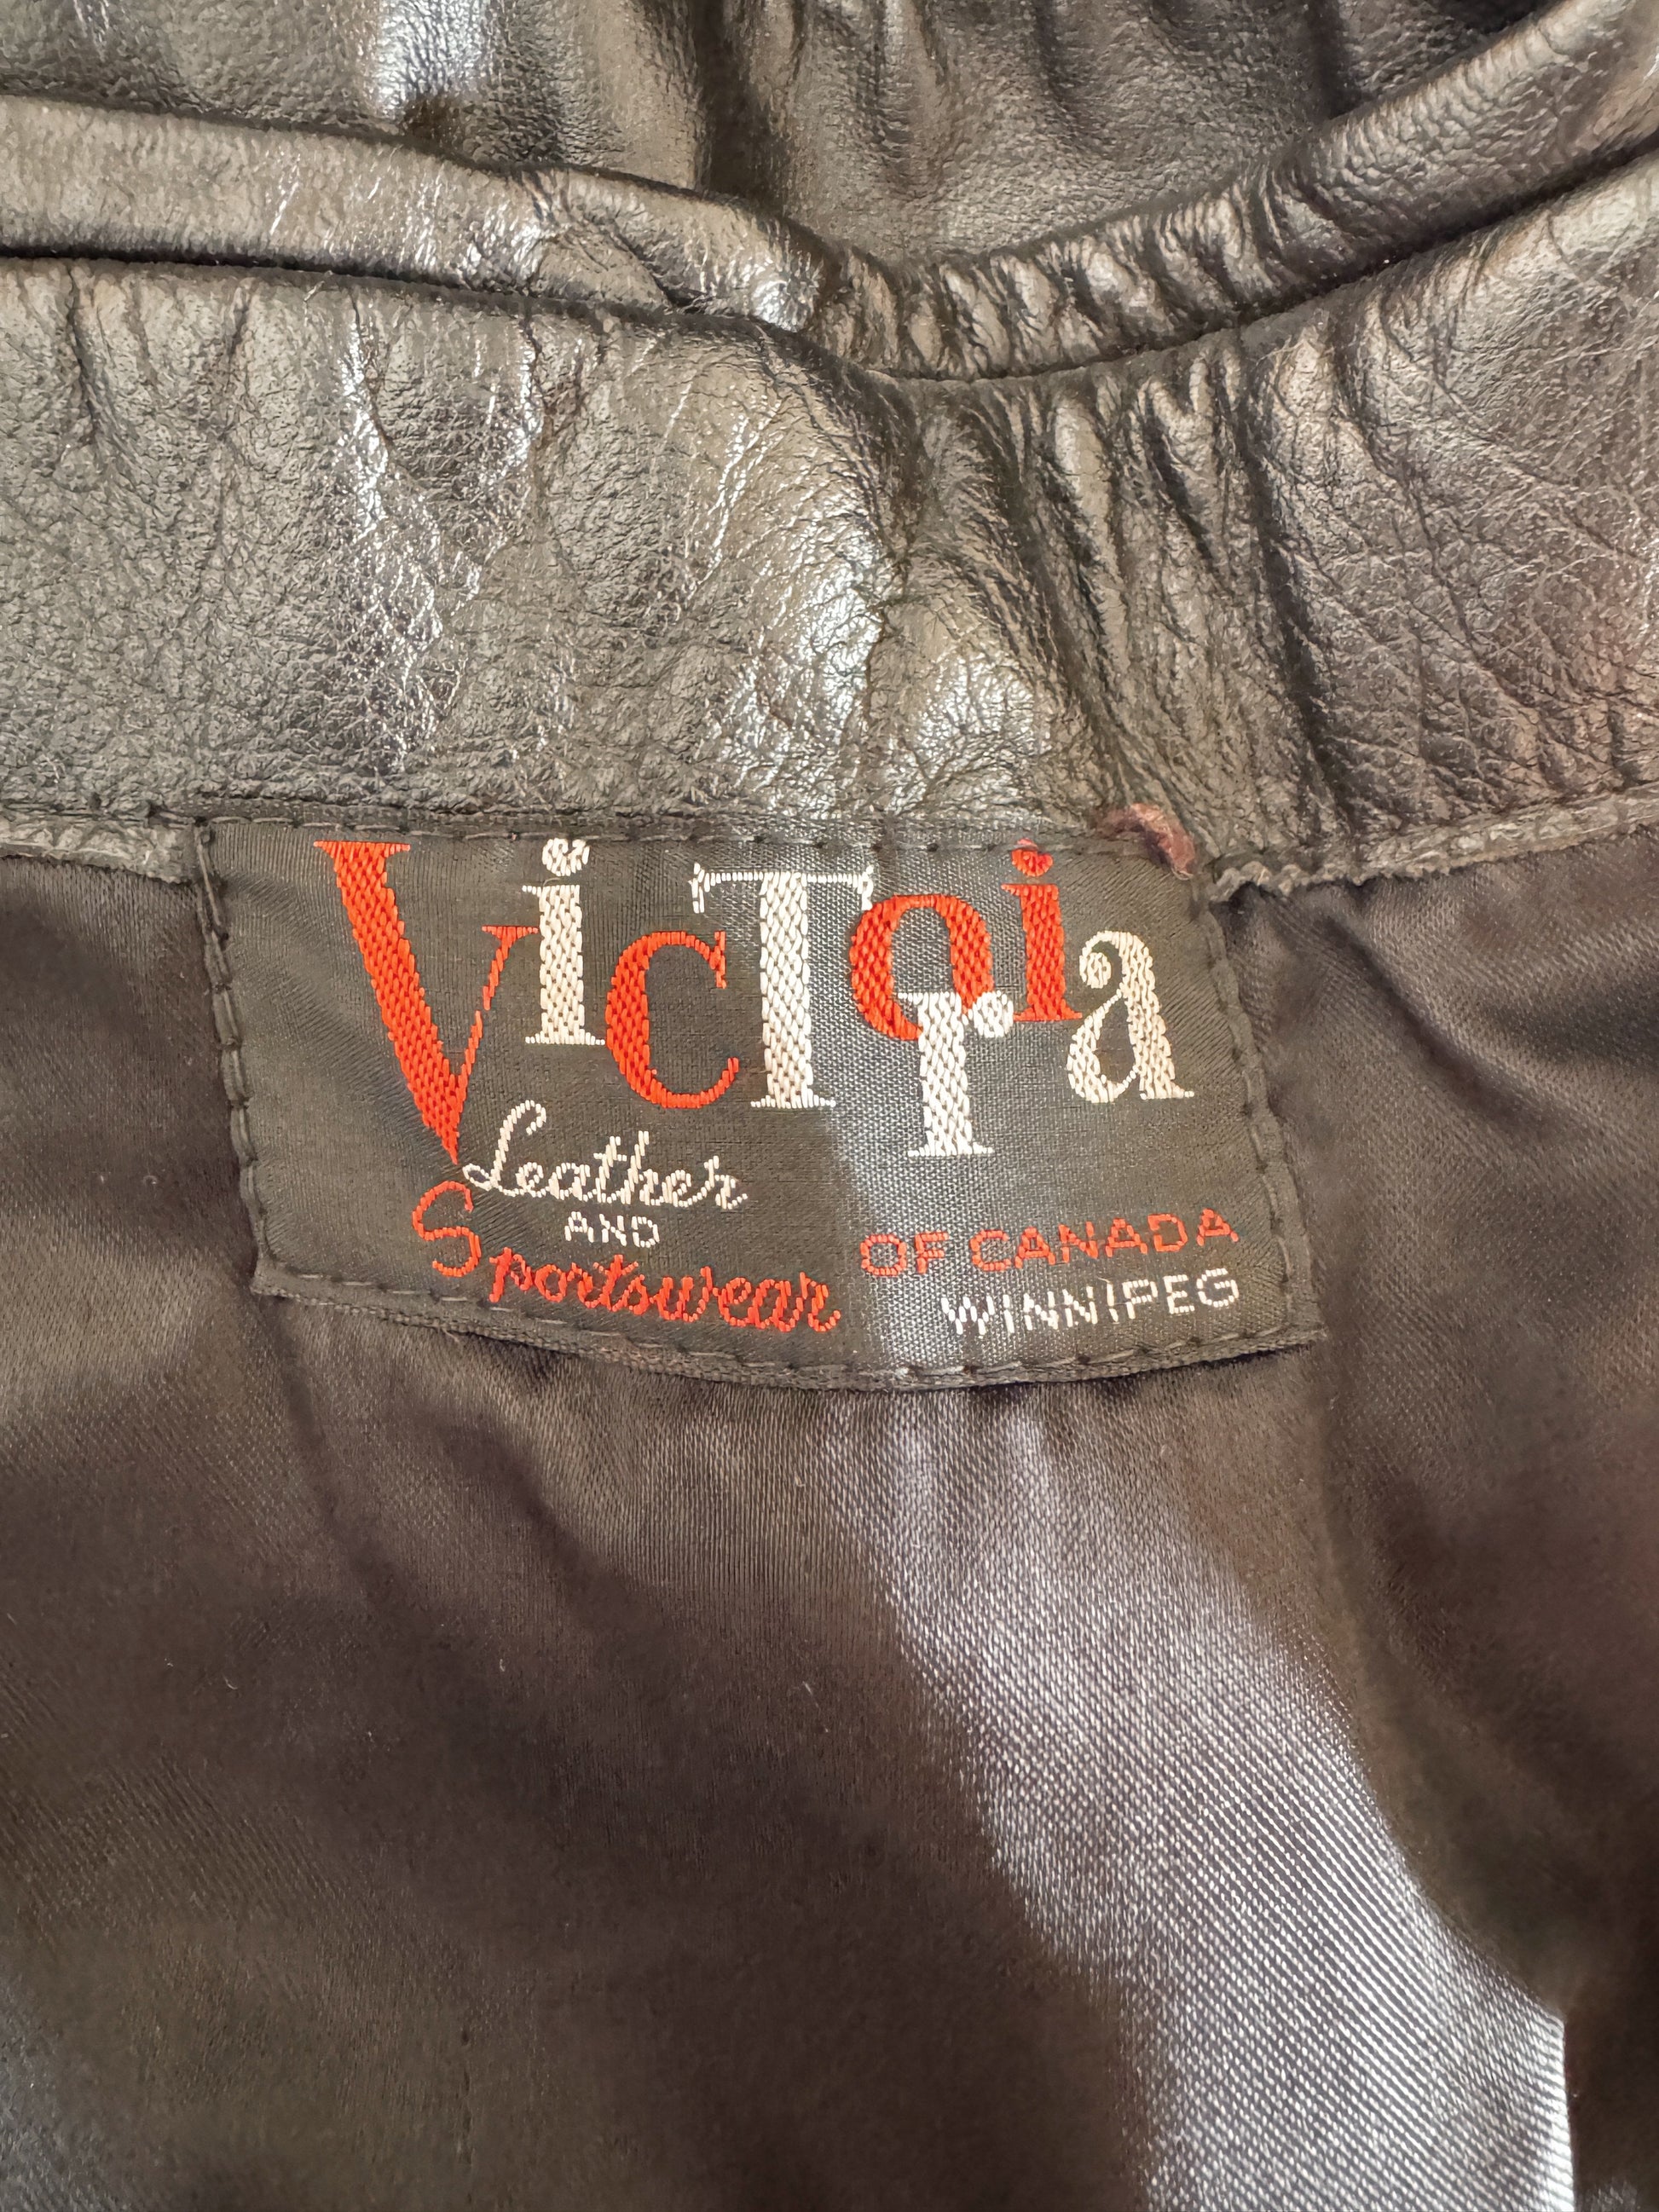 VicToria
Leather
AND
Sportswear
OF CANADA
WINNIPEG